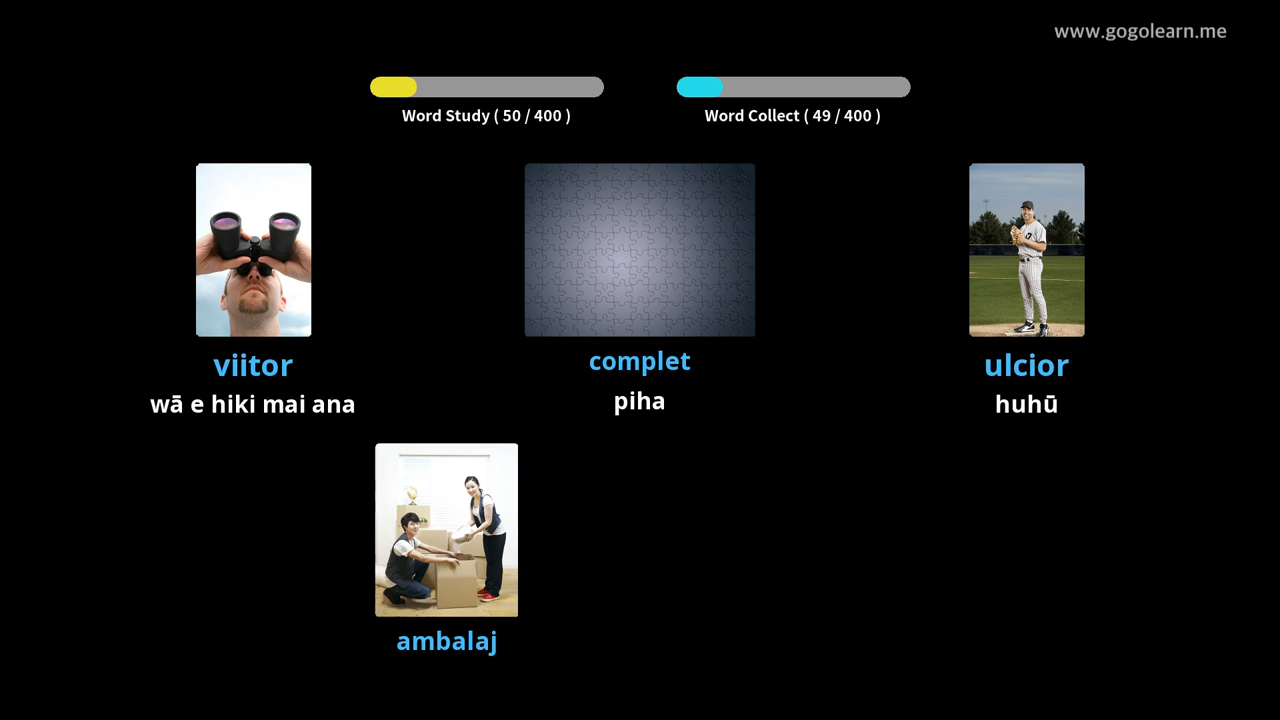 www.gogolearn.me
Word Study ( 50 / 400 )
Word Collect ( 49 / 400 )
viitor
wā e hiki mai ana
complet
piha
ulcior
huhū
ambalaj